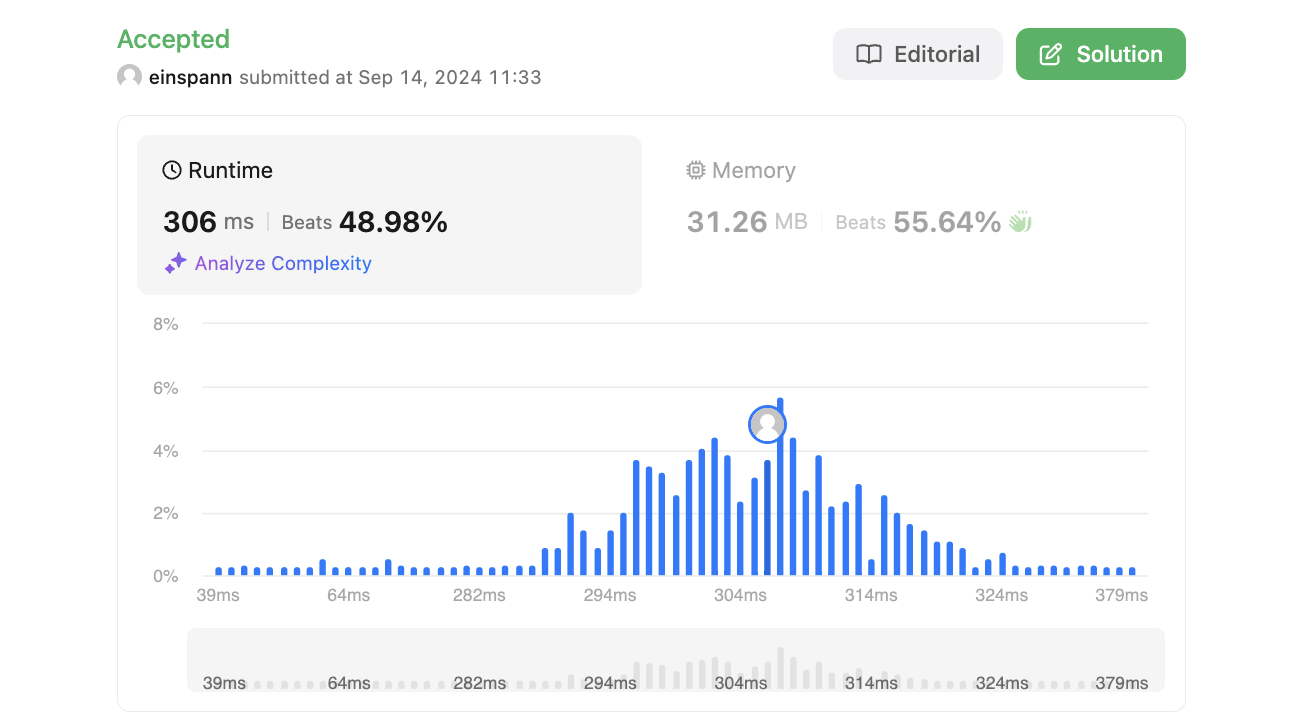 Accepted
einspann submitted at Sep 14, 2024 11:33
Editorial
Solution
Runtime
306 ms Beats 48.98%
Analyze Complexity
Memory
31.26 MB Beats 55.64%
8%
6%
4%
2%
0%
39ms 64ms 282ms 294ms 304ms 314ms 324ms 379ms
39ms 64ms 282ms 294ms 304ms 314ms 324ms 379ms